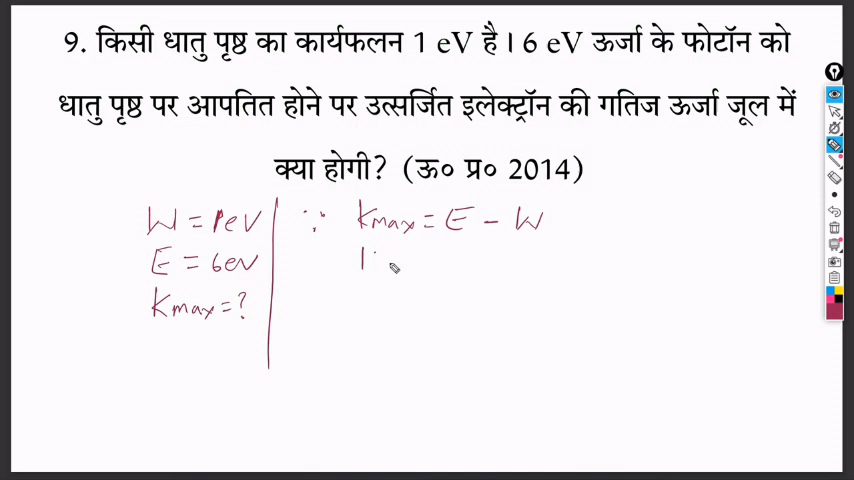 9. किसी धातु पृष्ठ का कार्यफलन 1 eV है। 6 eV ऊर्जा के फोटॉन को
धातु पृष्ठ पर आपतित होने पर उत्सर्जित इलेक्ट्रॉन की गतिज ऊर्जा जूल में
क्या होगी? (ऊ० प्र० 2014)
W = 1eV
E = 6ev
Kmax = ?
∵ Kmax = E - W